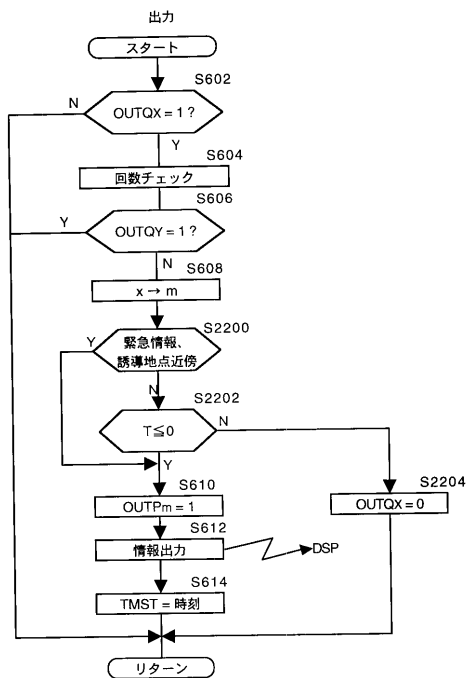 出力
スタート
S602
N
OUTQX = 1 ?
Y
S604
回数チェック
S606
Y
OUTQY = 1 ?
N
S608
x → m
S2200
Y
緊急情報、
誘導地点近傍
N
S2202
T≦0
N
Y
S2204
S610
OUTPm = 1
OUTQX = 0
S612
情報出力
DSP
S614
TMST = 時刻
リターン